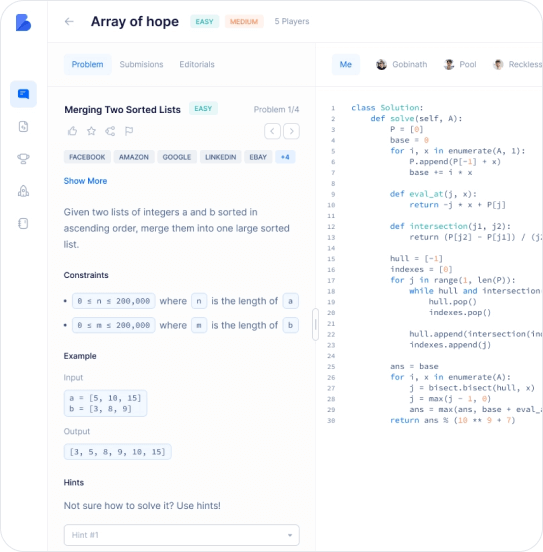 Array of hope EASY MEDIUM 5 Players
Problem Submisions Editorials
Me Gobinath Pool Reckless
Merging Two Sorted Lists EASY Problem 1/4
FACEBOOK AMAZON GOOGLE LINKEDIN EBAY +4
Show More
Given two lists of integers a and b sorted in
ascending order, merge them into one large sorted
list.
Constraints
• 0 ≤ n ≤ 200,000 where n is the length of a
• 0 ≤ m ≤ 200,000 where m is the length of b
Example
Input
a = [5, 10, 15]
b = [3, 8, 9]
Output
[3, 5, 8, 9, 10, 15]
Hints
Not sure how to solve it? Use hints!
Hint #1
1 class Solution:
2 def solve(self, A):
3 P = [0]
4 base = 0
5 for i, x in enumerate(A, 1):
6 P.append(P[-1] + x)
7 base += i * x
8
9 def eval_at(j, x):
10 return -j * x + P[j]
11
12 def intersection(j1, j2):
13 return (P[j2] - P[j1]) / (j2
14
15 hull = [-1]
16 indexes = [0]
17 for j in range(1, len(P)):
18 while hull and intersection
19 hull.pop()
20 indexes.pop()
21
22 hull.append(intersection(ind
23 indexes.append(j)
24
25 ans = base
26 for i, x in enumerate(A):
27 j = bisect.bisect(hull, x)
28 j = max(j - 1, 0)
29 ans = max(ans, base + eval_a
30 return ans % (10 ** 9 + 7)